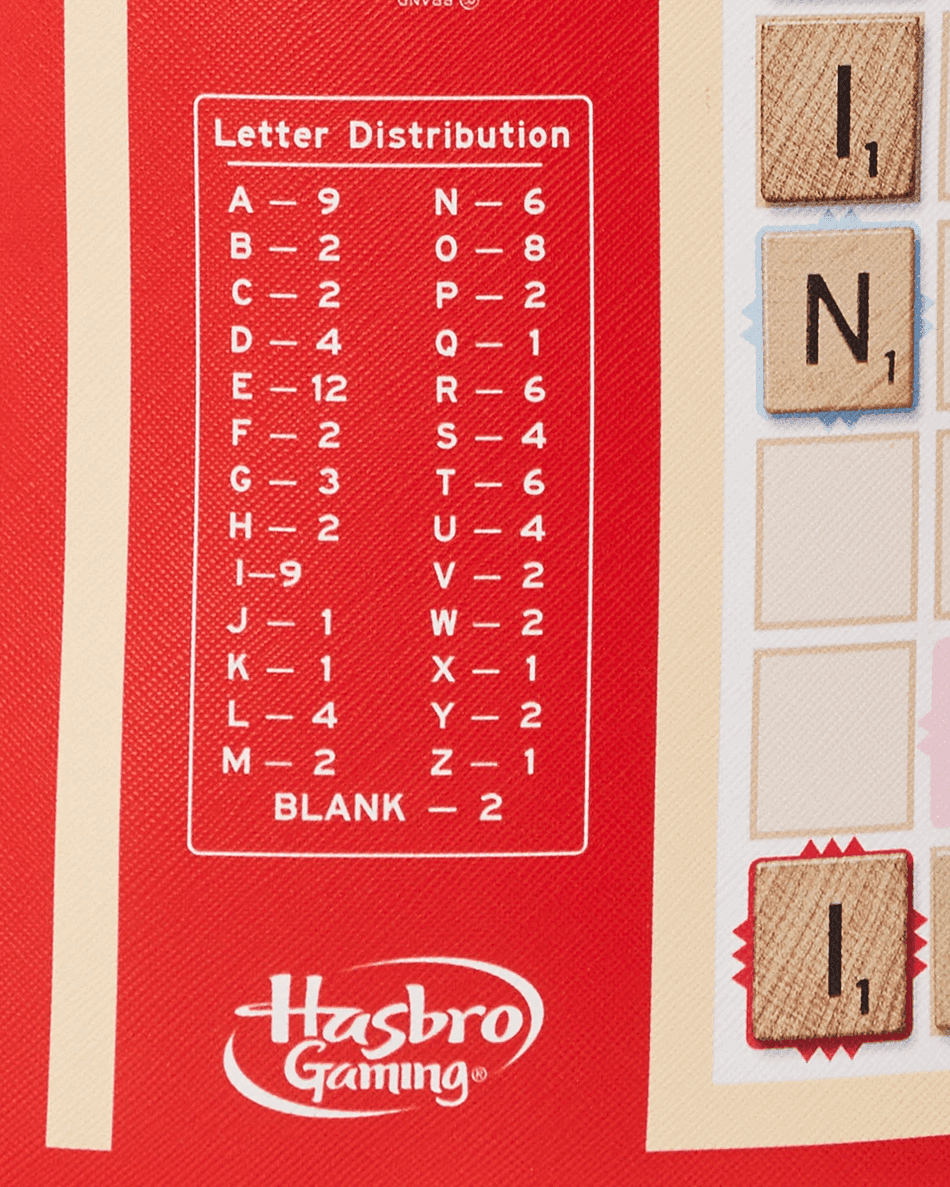 ® BRAND
Letter Distribution
A — 9 N — 6
B — 2 O — 8
C — 2 P — 2
D — 4 Q — 1
E — 12 R — 6
F — 2 S — 4
G — 3 T — 6
H — 2 U — 4
I—9 V — 2
J — 1 W — 2
K — 1 X — 1
L — 4 Y — 2
M — 2 Z — 1
BLANK — 2
Hasbro
Gaming®
I1
N1
I1